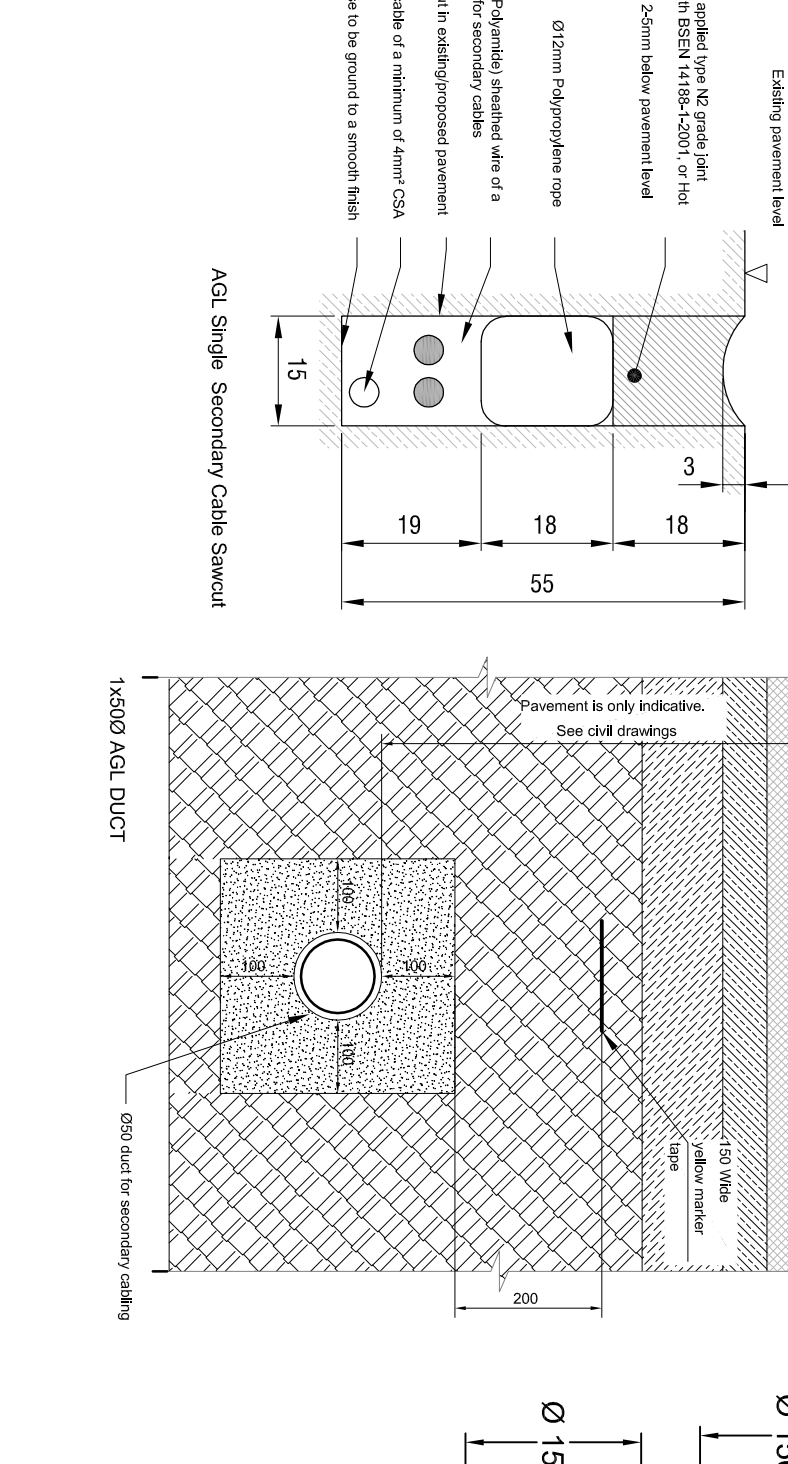 Existing pavement level
applied type N2 grade joint
BSEN 14188-1-2001, or Hot
2-5mm below pavement level
Ø12mm Polypropylene rope
Polyamide) sheathed wire of a
for secondary cables
in existing/proposed pavement
of a minimum of 4mm² CSA
to be ground to a smooth finish
3
18
18
19
55
15
AGL Single Secondary Cable Sawcut
Pavement is only indicative.
See civil drawings
100
100
100
100
150 Wide
yellow marker
tape
200
Ø50 duct for secondary cabling
1x50Ø AGL DUCT
Ø 15
Ø 150